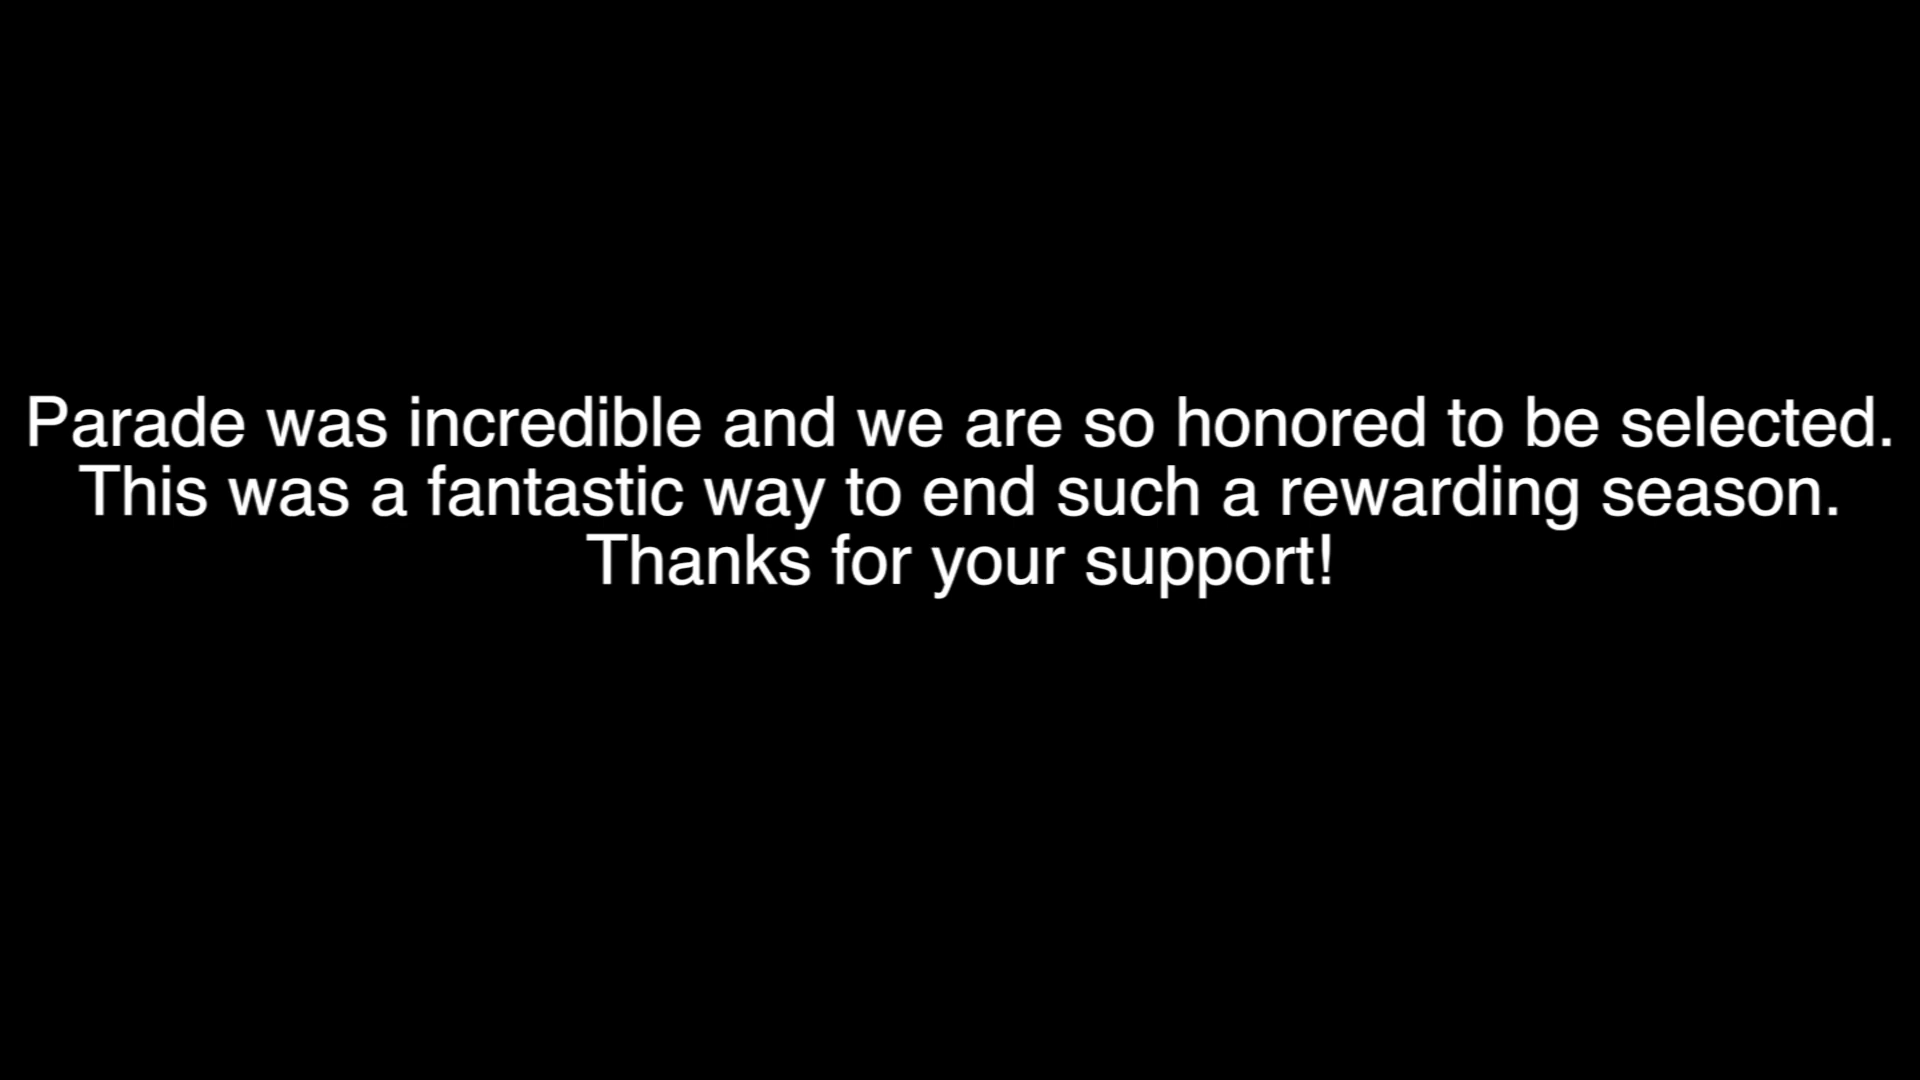 Parade was incredible and we are so honored to be selected.
This was a fantastic way to end such a rewarding season.
Thanks for your support!